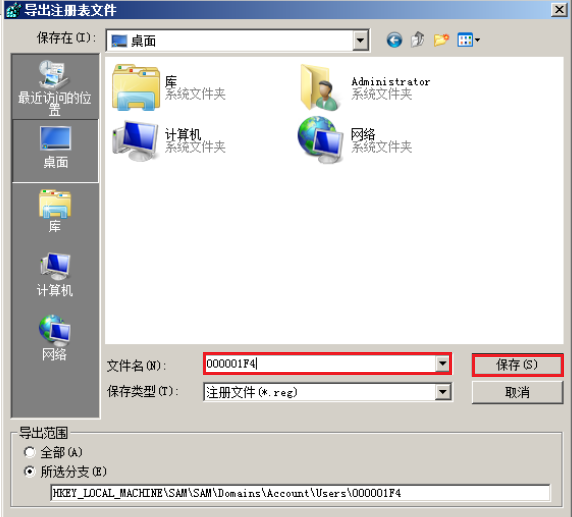 导出注册表文件
保存在(I):
桌面
最近访问的位置
桌面
库
计算机
网络
库
系统文件夹
Administrator
系统文件夹
计算机
系统文件夹
网络
系统文件夹
文件名(N):
000001F4
保存(S)
保存类型(T):
注册文件(*.reg)
取消
导出范围
全部(A)
所选分支(E)
HKEY_LOCAL_MACHINE\SAM\SAM\Domains\Account\Users\000001F4